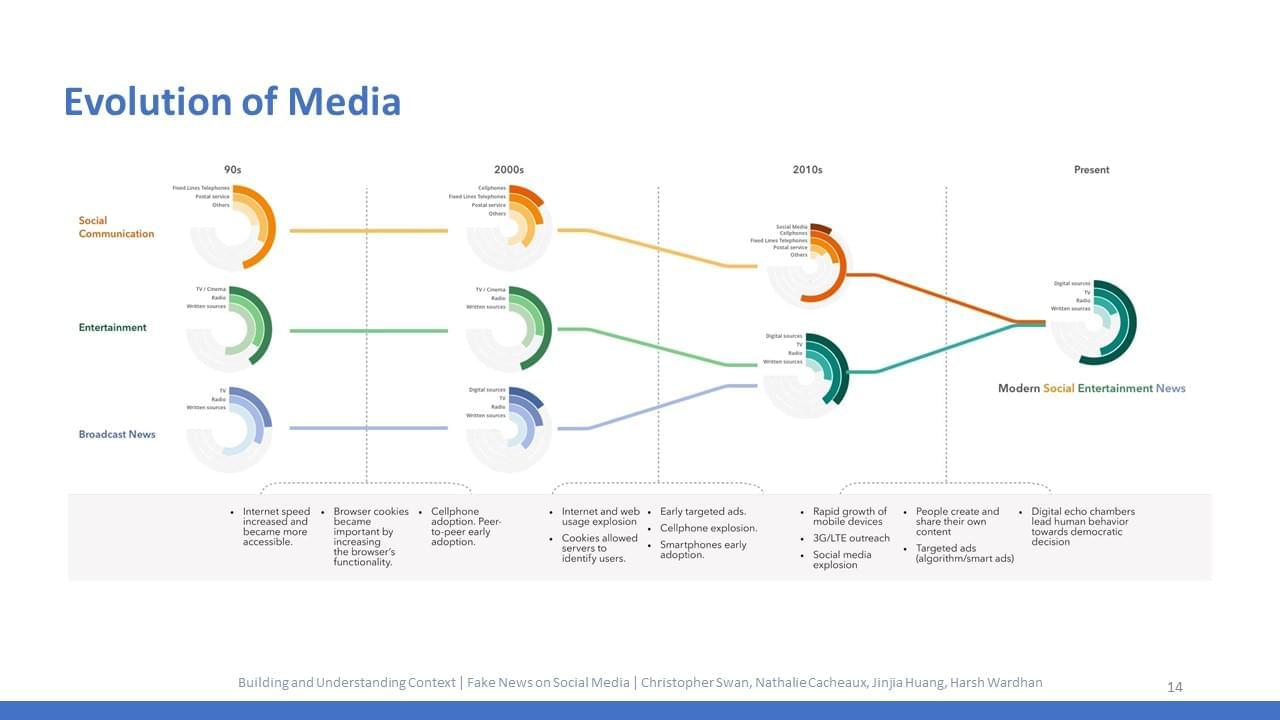 Evolution of Media
90s
2000s
2010s
Present
Social
Communication
Fixed Lines Telephones
Postal service
Others
Cellphones
Fixed Lines Telephones
Postal service
Others
Social Media
Cellphones
Fixed Lines Telephones
Postal service
Others
Entertainment
TV / Cinema
Radio
Written sources
TV / Cinema
Radio
Written sources
Digital sources
TV
Radio
Written sources
Digital sources
TV
Radio
Written sources
Modern Social Entertainment News
Broadcast News
TV
Radio
Written sources
Digital sources
TV
Radio
Written sources
• Internet speed
increased and
became more
accessible.
• Browser cookies
became
important by
increasing
the browser's
functionality.
• Cellphone
adoption. Peer-
to-peer early
adoption.
• Internet and web
usage explosion
• Cookies allowed
servers to
identify users.
• Early targeted ads.
• Cellphone explosion.
• Smartphones early
adoption.
• Rapid growth of
mobile devices
• 3G/LTE outreach
• Social media
explosion
• People create and
share their own
content
• Targeted ads
(algorithm/smart ads)
• Digital echo chambers
lead human behavior
towards democratic
decision
Building and Understanding Context | Fake News on Social Media | Christopher Swan, Nathalie Cacheaux, Jinjia Huang, Harsh Wardhan
14